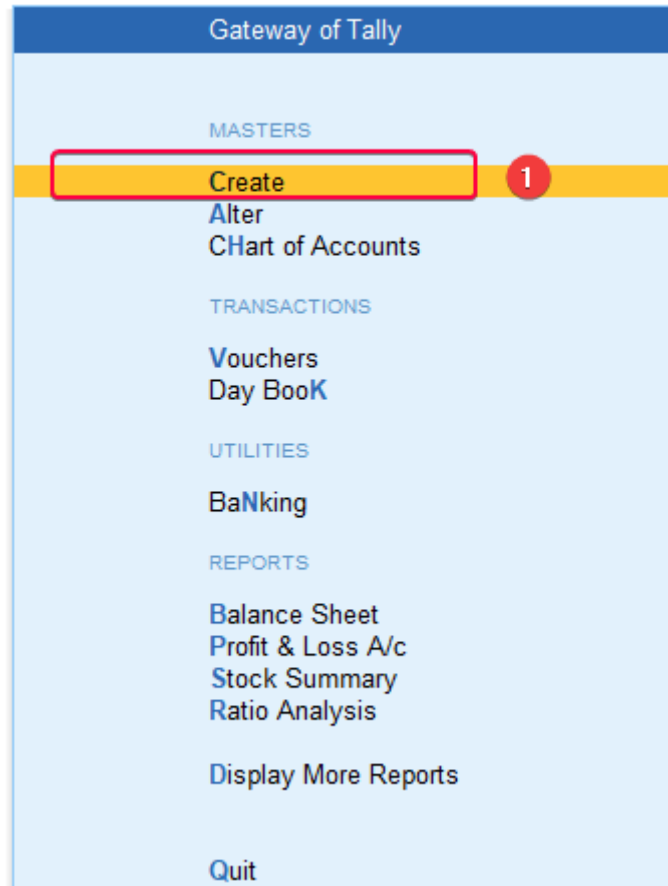 Gateway of Tally
MASTERS
Create
1
Alter
CHart of Accounts
TRANSACTIONS
Vouchers
Day BooK
UTILITIES
BaNking
REPORTS
Balance Sheet
Profit & Loss A/c
Stock Summary
Ratio Analysis
Display More Reports
Quit